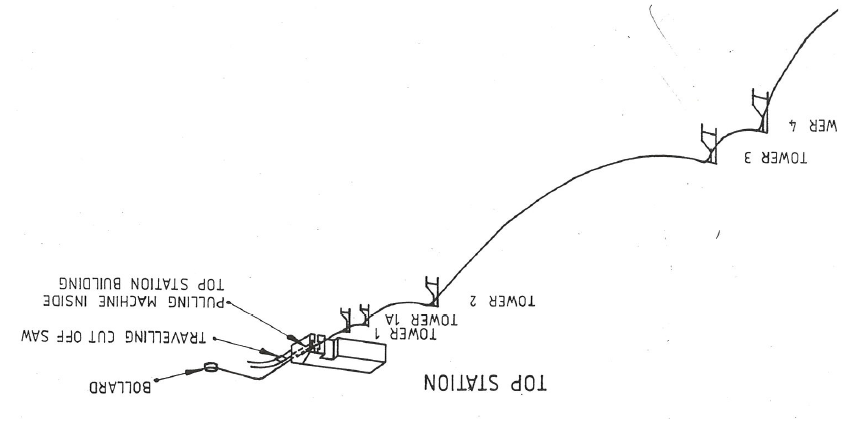 TOP STATION
BOLLARD
TRAVELLING CUT OFF SAW
TOWER 1
TOWER 1A
PULLING MACHINE INSIDE
TOP STATION BUILDING
TOWER 2
TOWER 3
WER 4